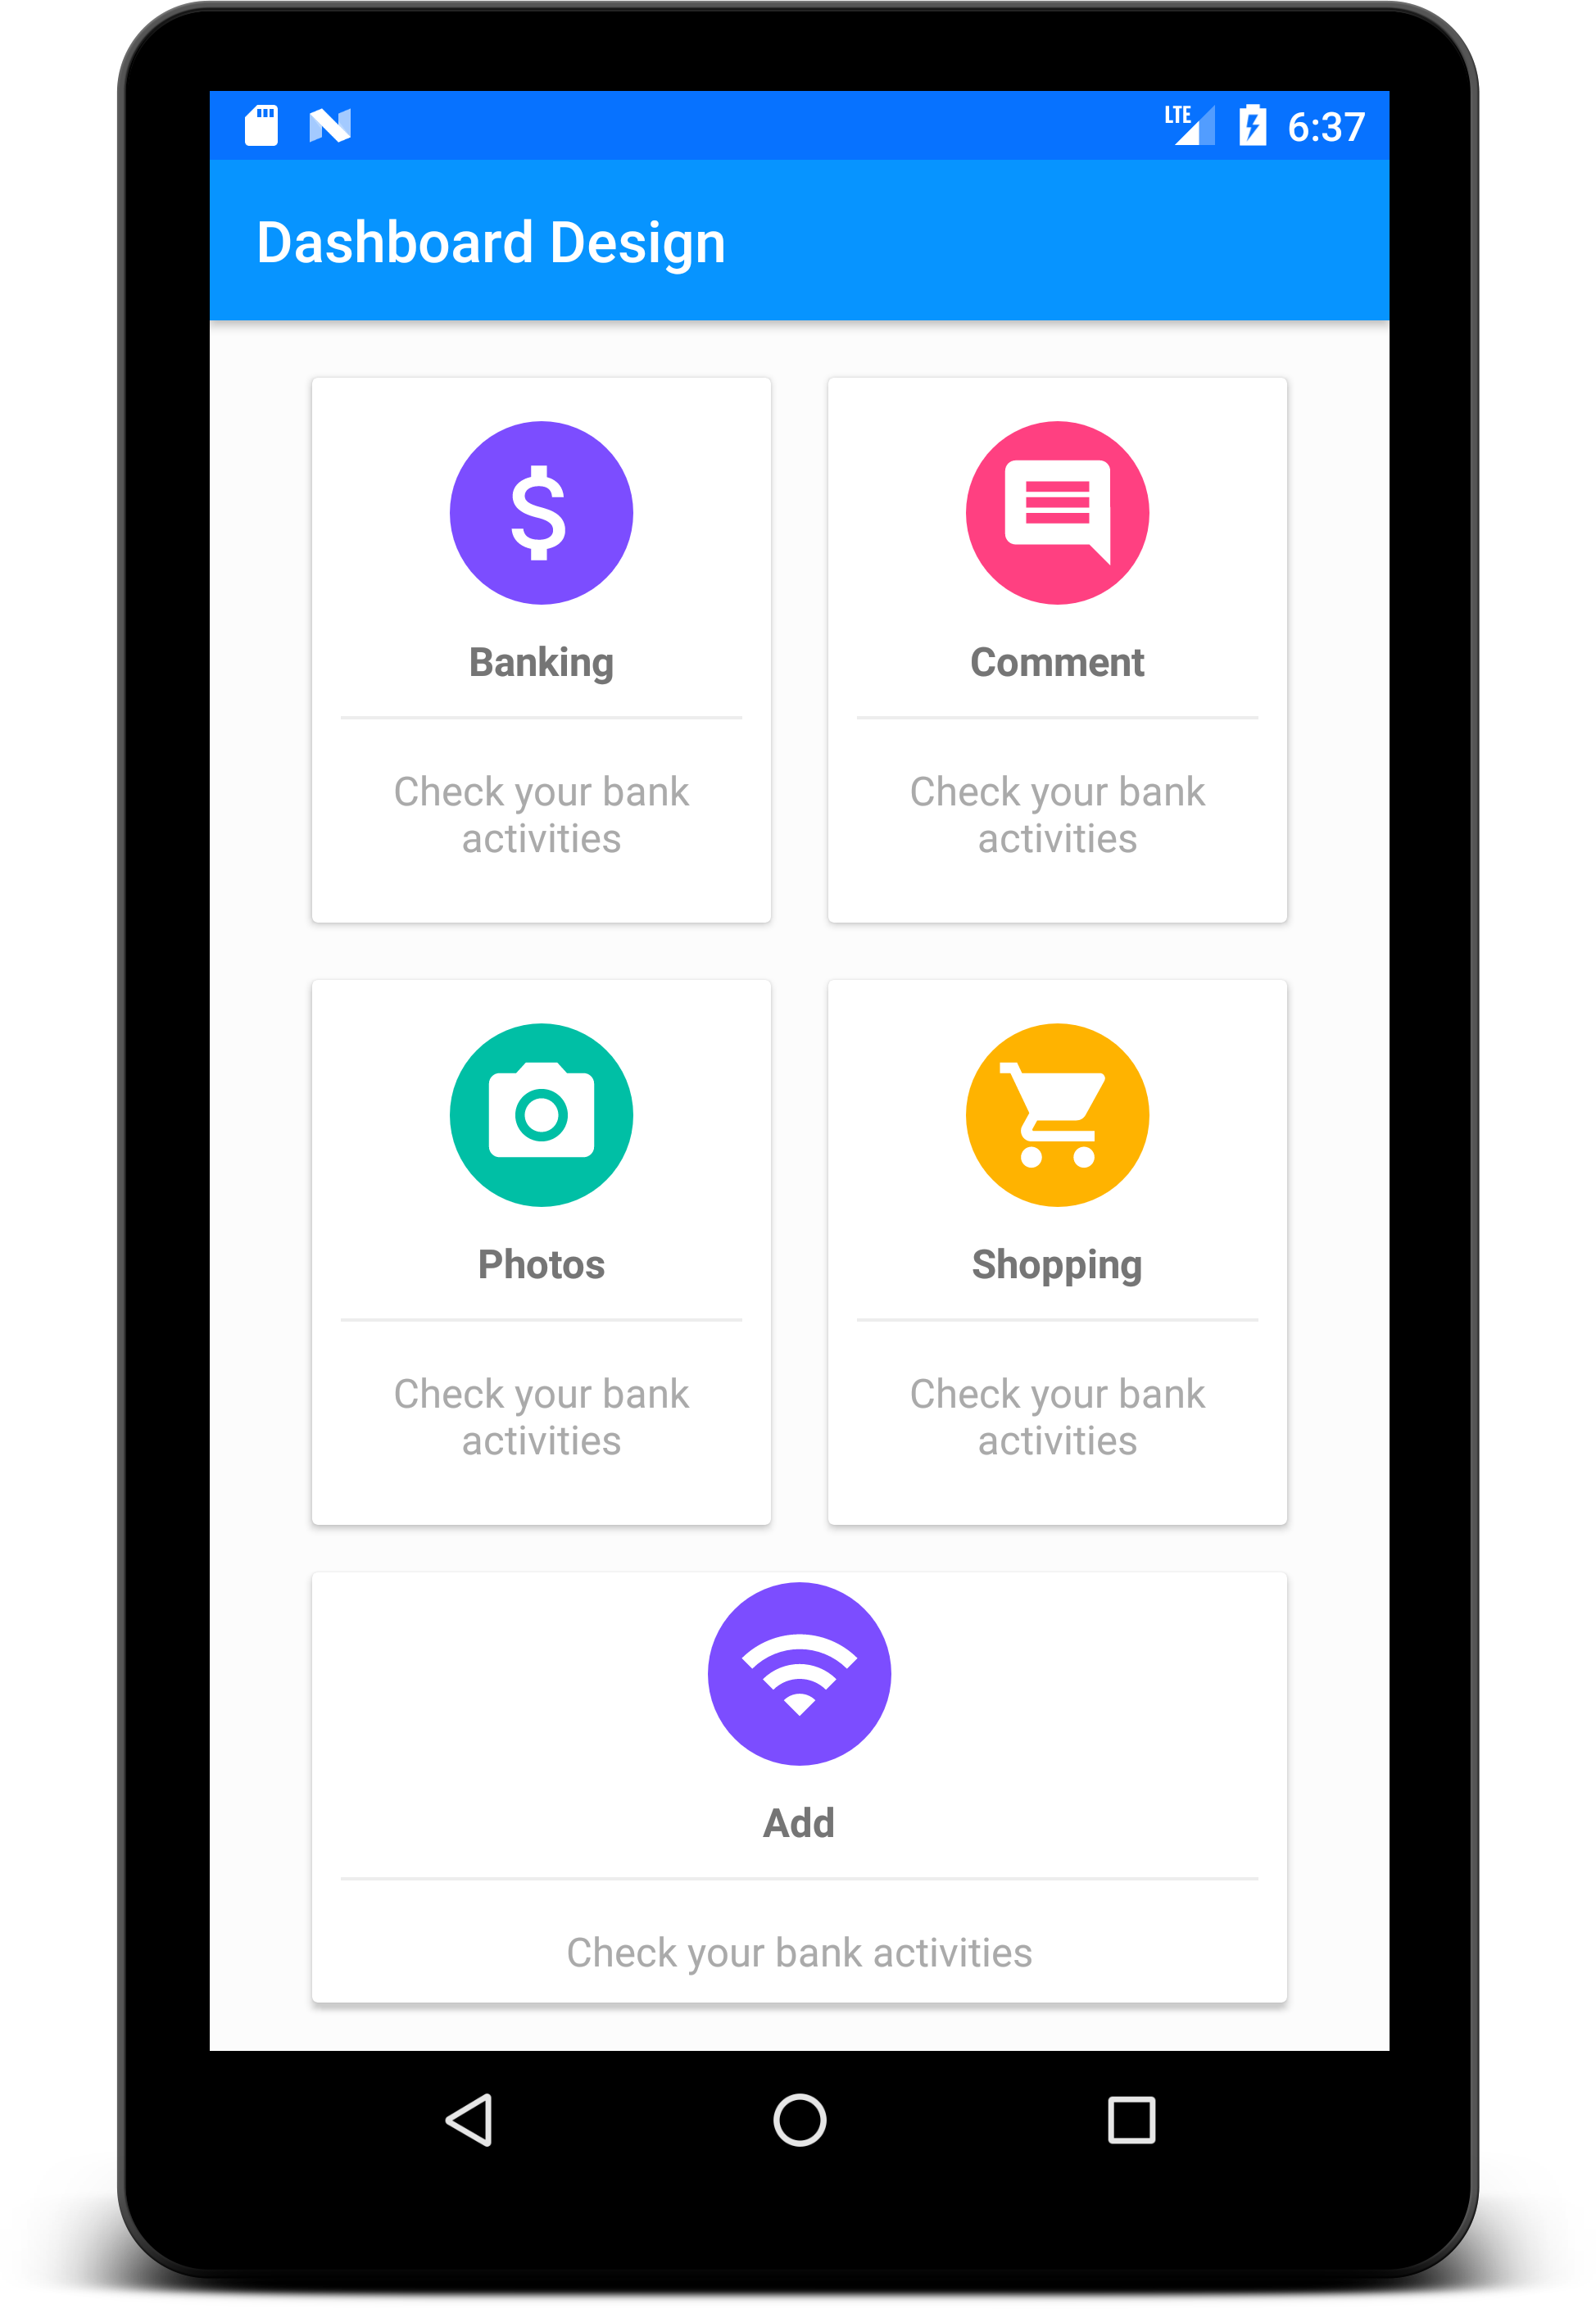 LTE 6:37
Dashboard Design
Banking
Check your bank
activities
Comment
Check your bank
activities
Photos
Check your bank
activities
Shopping
Check your bank
activities
Add
Check your bank activities